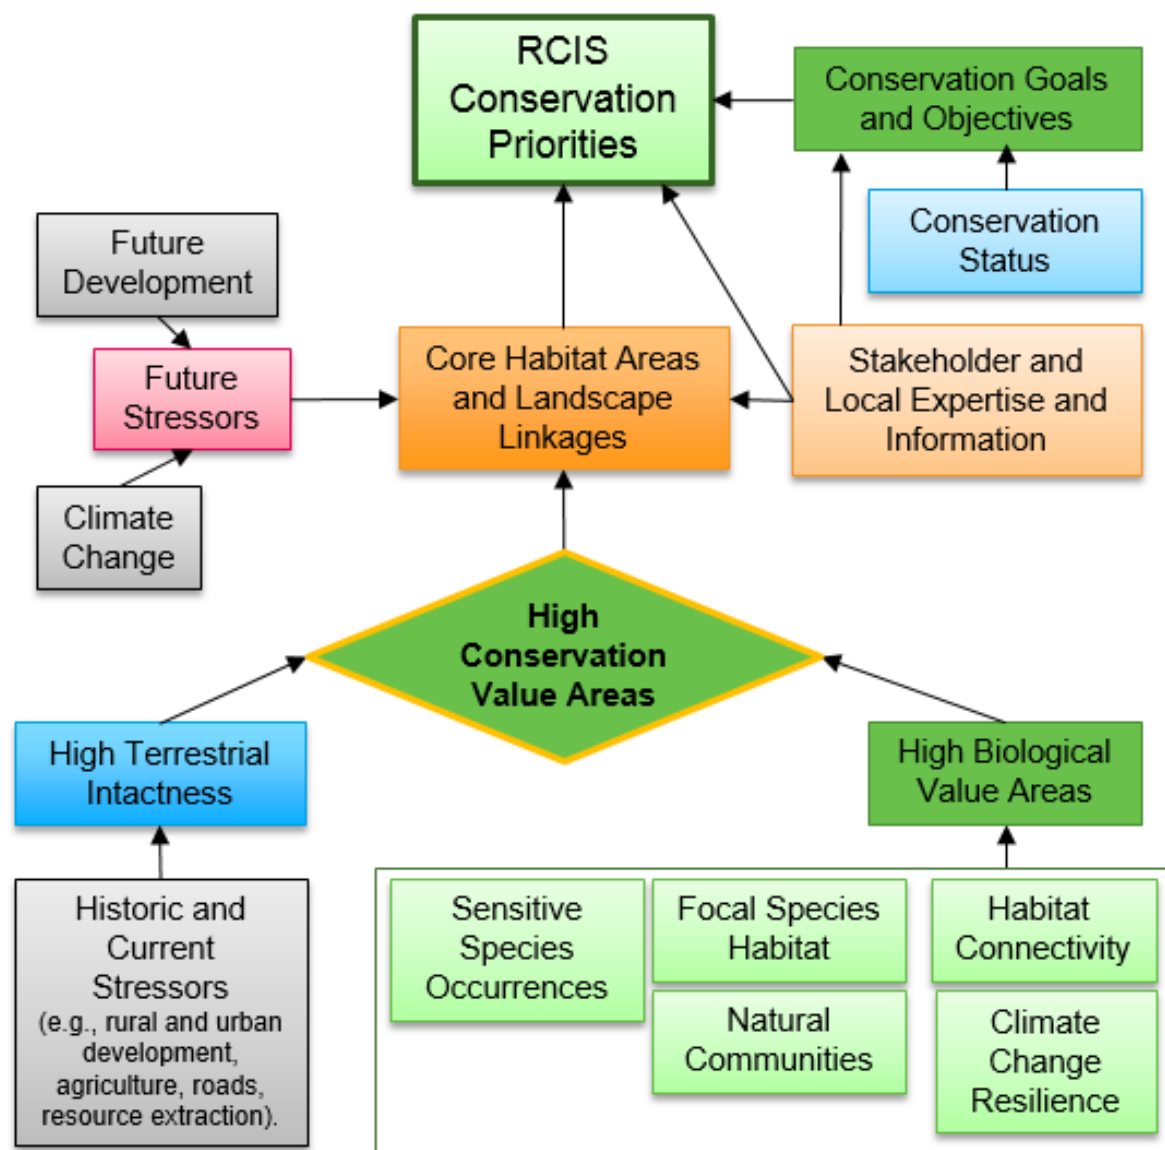 RCIS
Conservation
Priorities
Conservation Goals
and Objectives
Conservation
Status
Future
Development
Future
Stressors
Core Habitat Areas
and Landscape
Linkages
Stakeholder and
Local Expertise and
Information
Climate
Change
High
Conservation
Value Areas
High Terrestrial
Intactness
High Biological
Value Areas
Historic and
Current
Stressors
(e.g., rural and urban
development,
agriculture, roads,
resource extraction).
Sensitive
Species
Occurrences
Focal Species
Habitat
Habitat
Connectivity
Natural
Communities
Climate
Change
Resilience